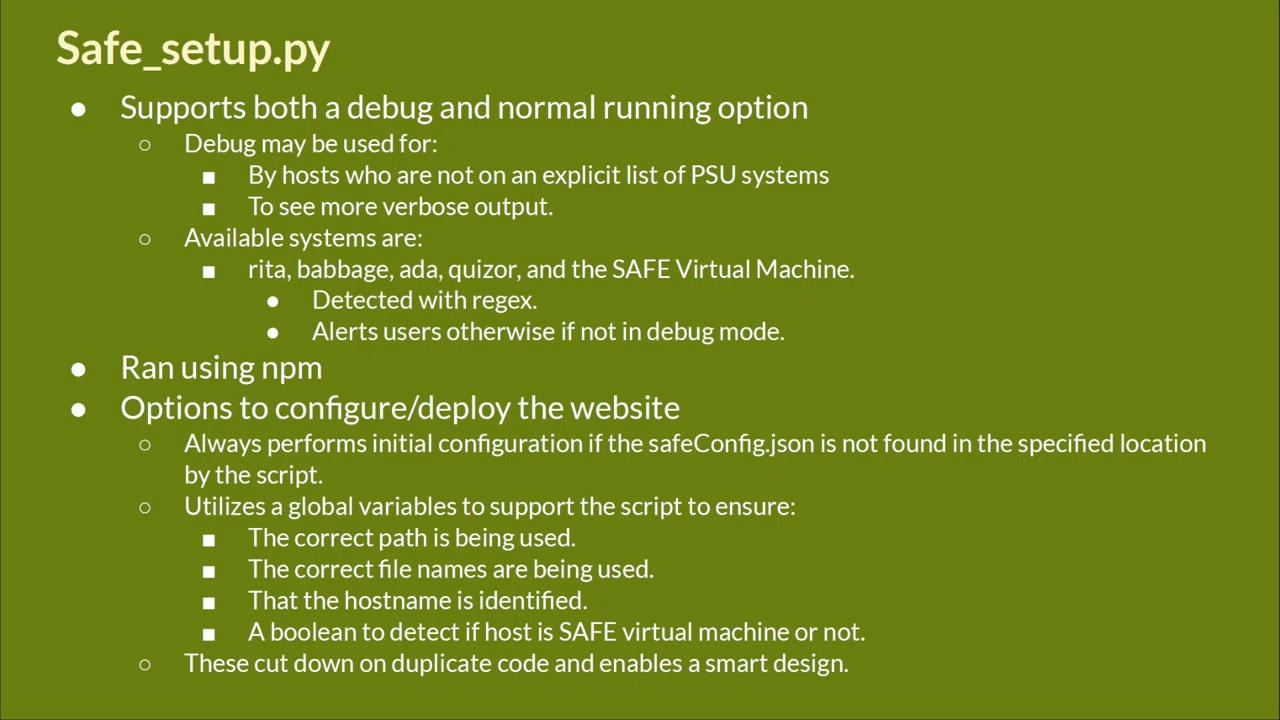 Safe_setup.py
● Supports both a debug and normal running option
○ Debug may be used for:
■ By hosts who are not on an explicit list of PSU systems
■ To see more verbose output.
○ Available systems are:
■ rita, babbage, ada, quizor, and the SAFE Virtual Machine.
● Detected with regex.
● Alerts users otherwise if not in debug mode.
● Ran using npm
● Options to configure/deploy the website
○ Always performs initial configuration if the safeConfig.json is not found in the specified location
by the script.
○ Utilizes a global variables to support the script to ensure:
■ The correct path is being used.
■ The correct file names are being used.
■ That the hostname is identified.
■ A boolean to detect if host is SAFE virtual machine or not.
○ These cut down on duplicate code and enables a smart design.